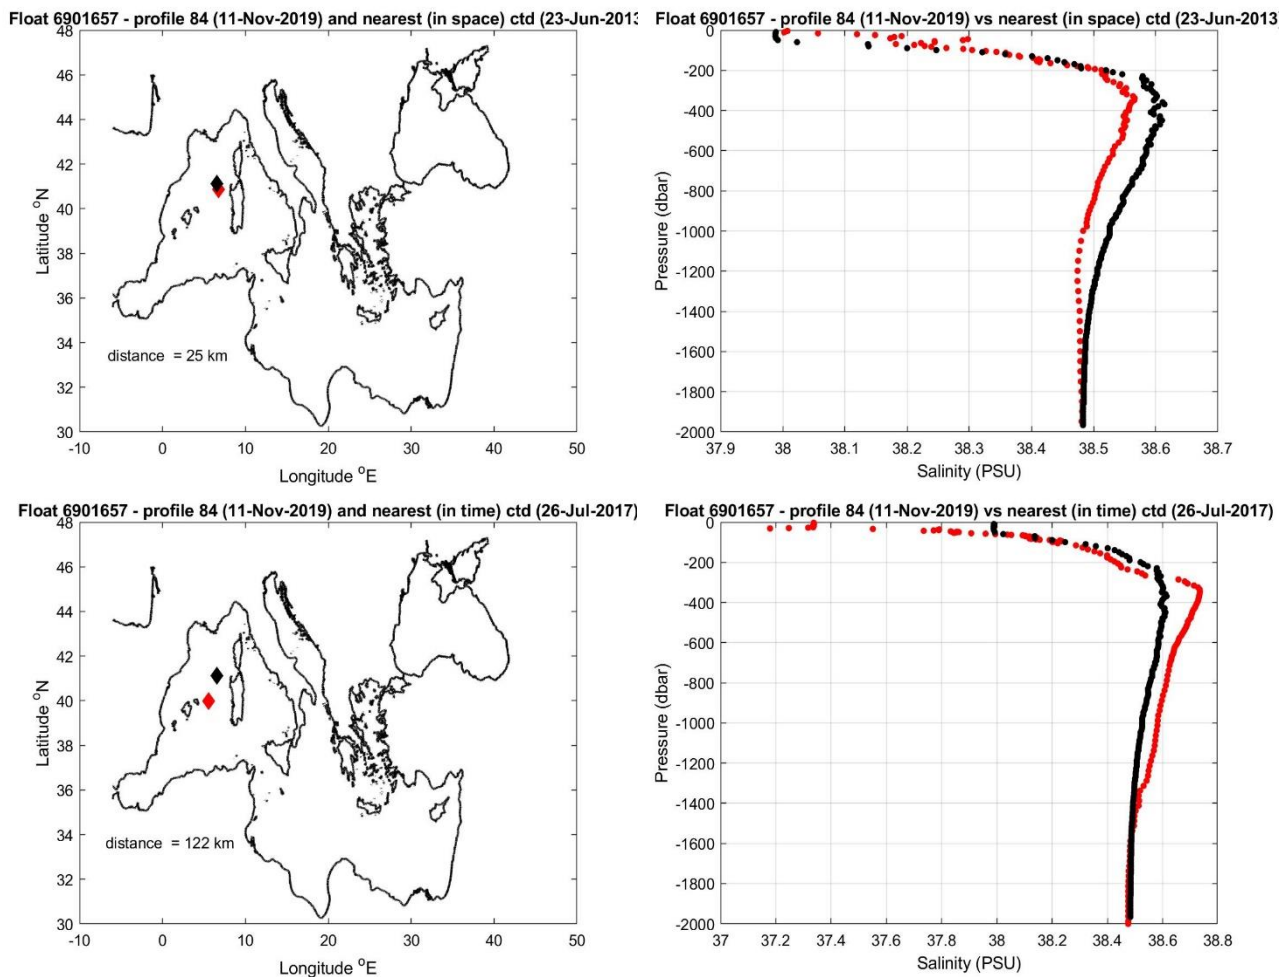 Float 6901657 - profile 84 (11-Nov-2019) and nearest (in space) ctd (23-Jun-2013
48
46
44
42
40
38
36
34
32
30
Latitude °N
distance = 25 km
-10 0 10 20 30 40 50
Longitude °E
Float 6901657 - profile 84 (11-Nov-2019) vs nearest (in space) ctd (23-Jun-2013)
0
-200
-400
-600
-800
-1000
-1200
-1400
-1600
-1800
-2000
Pressure (dbar)
37.9 38 38.1 38.2 38.3 38.4 38.5 38.6 38.7
Salinity (PSU)
Float 6901657 - profile 84 (11-Nov-2019) and nearest (in time) ctd (26-Jul-2017)
48
46
44
42
40
38
36
34
32
30
Latitude °N
distance = 122 km
-10 0 10 20 30 40 50
Longitude °E
Float 6901657 - profile 84 (11-Nov-2019) vs nearest (in time) ctd (26-Jul-2017)
0
-200
-400
-600
-800
-1000
-1200
-1400
-1600
-1800
-2000
Pressure (dbar)
37 37.2 37.4 37.6 37.8 38 38.2 38.4 38.6 38.8
Salinity (PSU)